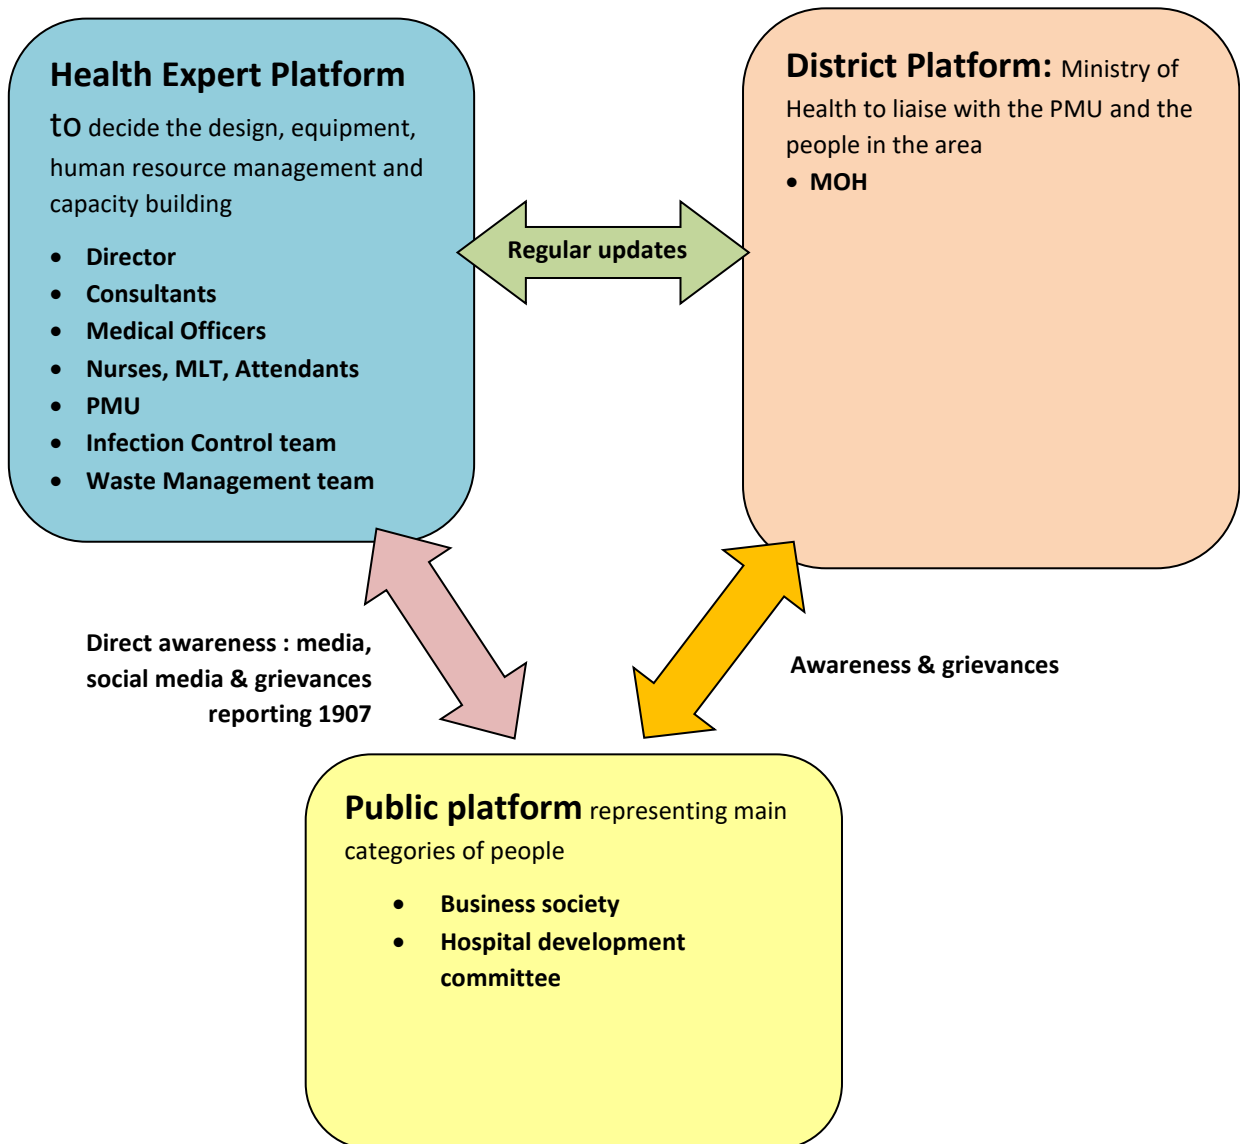 Health Expert Platform
to decide the design, equipment,
human resource management and
capacity building
• Director
• Consultants
• Medical Officers
• Nurses, MLT, Attendants
• PMU
• Infection Control team
• Waste Management team
District Platform: Ministry of
Health to liaise with the PMU and the
people in the area
• MOH
Regular updates
Direct awareness : media,
social media & grievances
reporting 1907
Awareness & grievances
Public platform representing main
categories of people
• Business society
• Hospital development
committee